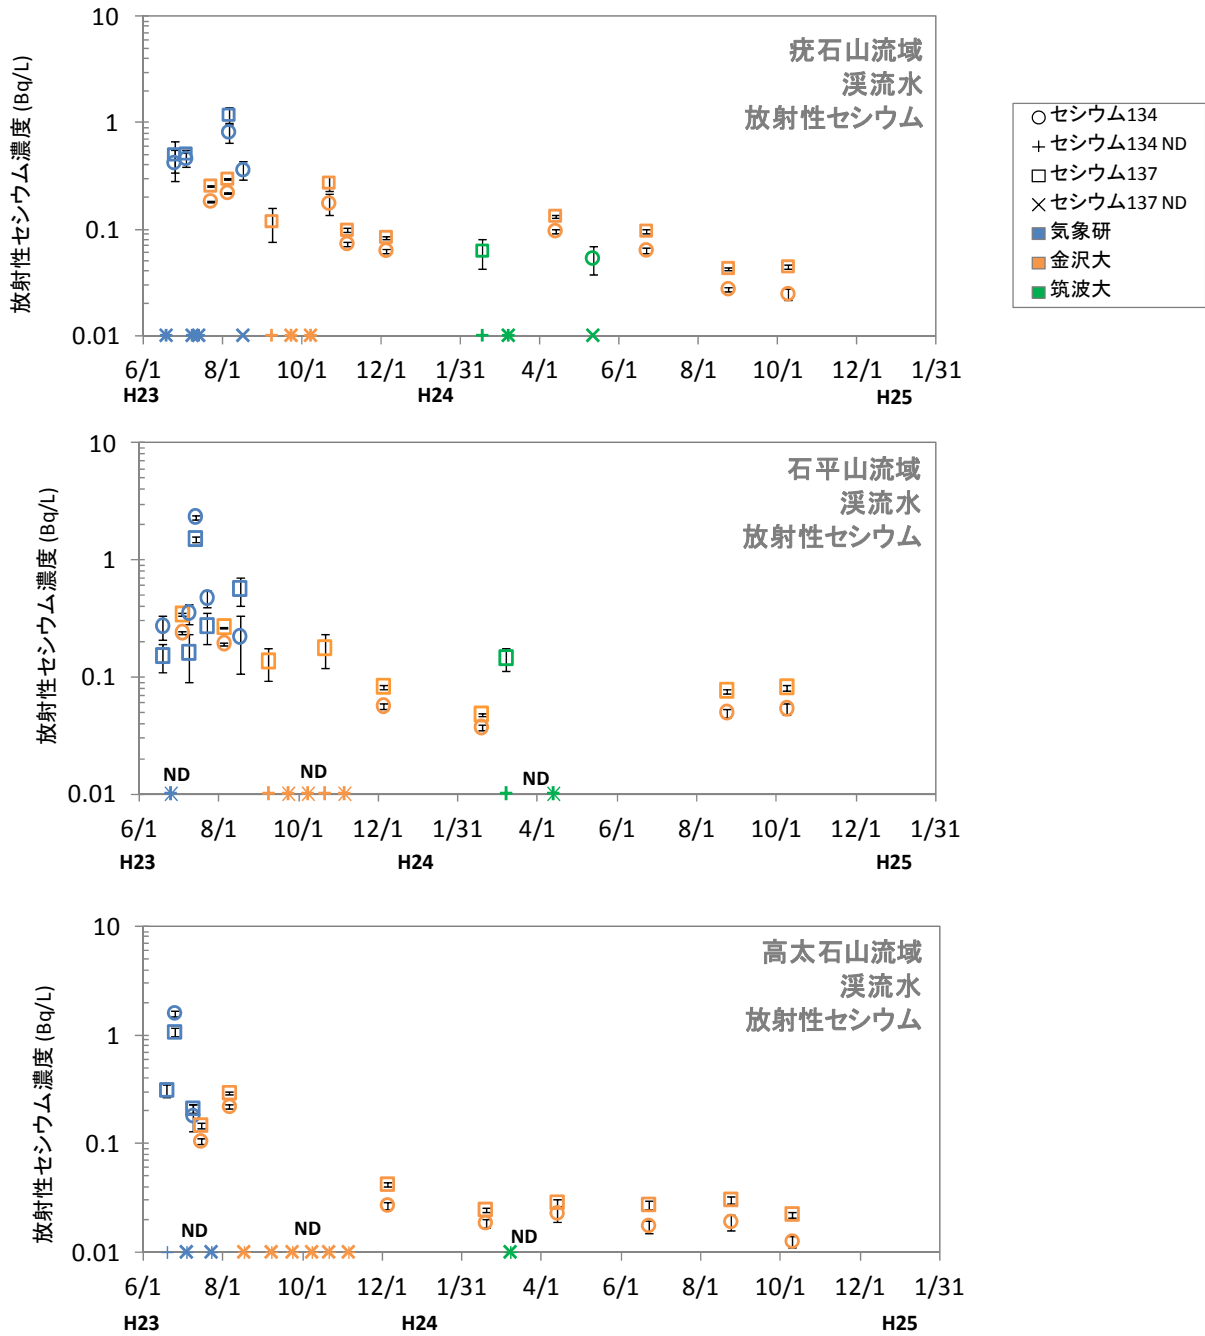 放射性セシウム濃度 (Bq/L)
10
1
0.1
0.01
疣石山流域
渓流水
放射性セシウム
6/1 8/1 10/1 12/1 1/31 4/1 6/1 8/1 10/1 1/31
H23 H24 H25
セシウム134
セシウム134 ND
セシウム137
セシウム137 ND
気象研
金沢大
筑波大
放射性セシウム濃度 (Bq/L)
10
1
0.1
0.01
石平山流域
渓流水
放射性セシウム
ND ND ND
6/1 8/1 10/1 12/1 1/31 4/1 6/1 8/1 10/1 1/31
H23 H24 H25
放射性セシウム濃度 (Bq/L)
10
1
0.1
0.01
高太石山流域
渓流水
放射性セシウム
ND ND ND
6/1 8/1 10/1 12/1 1/31 4/1 6/1 8/1 10/1 1/31
H23 H24 H25